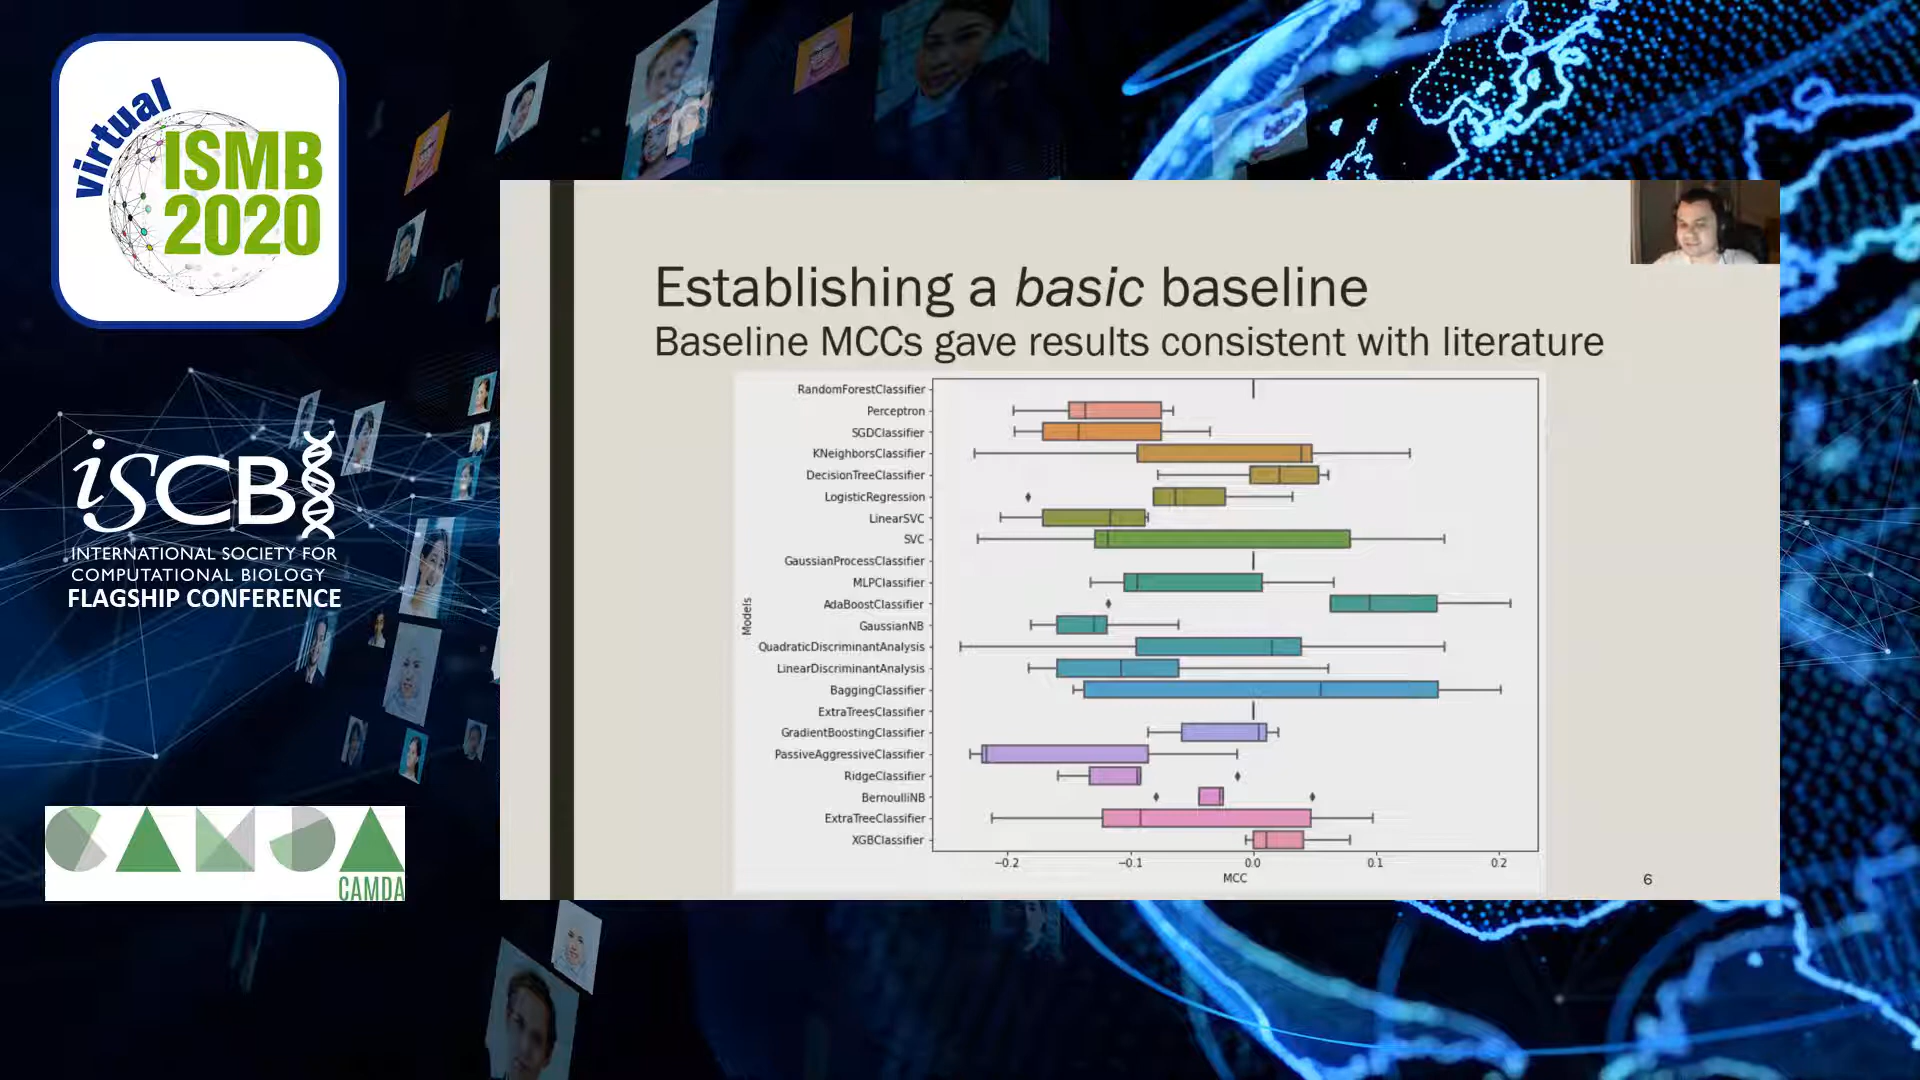 virtual
ISMB
2020
iSCB
INTERNATIONAL SOCIETY FOR
COMPUTATIONAL BIOLOGY
FLAGSHIP CONFERENCE
CAMDA
CAMDA
Establishing a basic baseline
Baseline MCCs gave results consistent with literature
Models
RandomForestClassifier
Perceptron
SGDClassifier
KNeighborsClassifier
DecisionTreeClassifier
LogisticRegression
LinearSVC
SVC
GaussianProcessClassifier
MLPClassifier
AdaBoostClassifier
GaussianNB
QuadraticDiscriminantAnalysis
LinearDiscriminantAnalysis
BaggingClassifier
ExtraTreesClassifier
GradientBoostingClassifier
PassiveAggressiveClassifier
RidgeClassifier
BernoulliNB
ExtraTreeClassifier
XGBClassifier
−0.2 −0.1 0.0 0.1 0.2
MCC
6